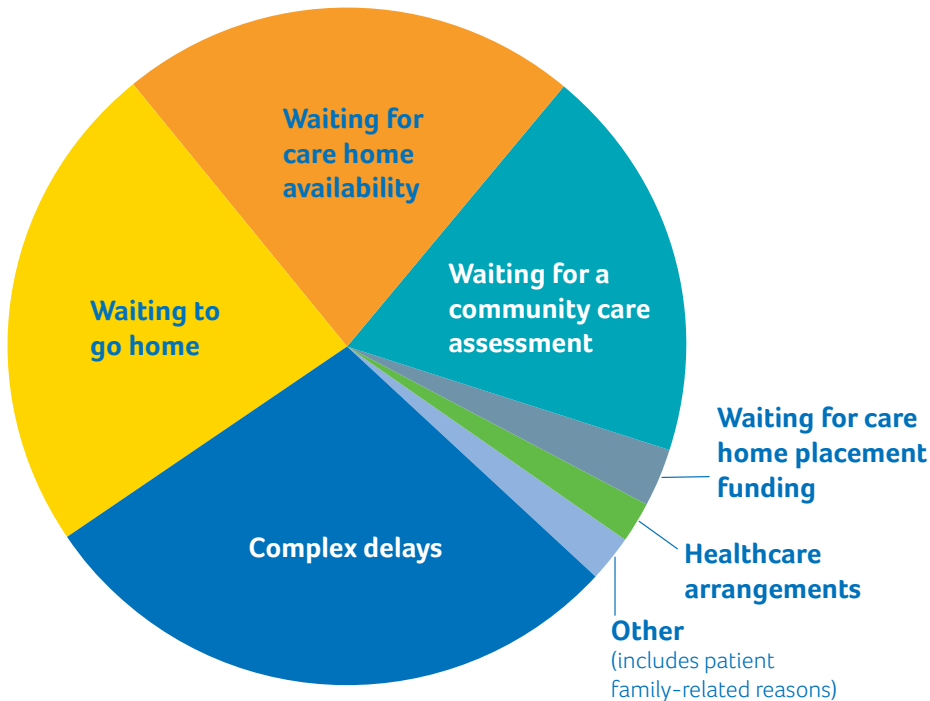 Waiting for
care home
availability
Waiting for a
community care
assessment
Waiting to
go home
Waiting for care
home placement
funding
Complex delays
Healthcare
arrangements
Other
(includes patient
family-related reasons)